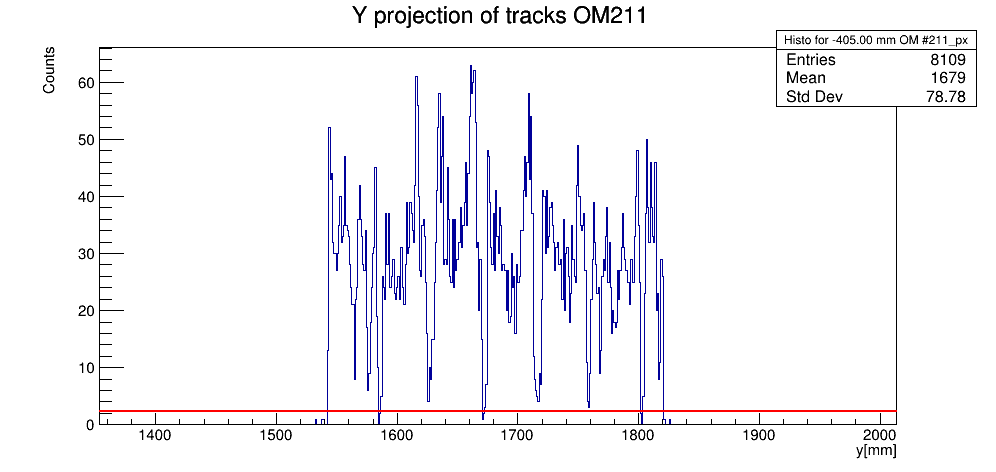 Y projection of tracks OM211
Histo for -405.00 mm OM #211_px
Entries 8109
Mean 1679
Std Dev 78.78
Counts
60
50
40
30
20
10
0
1400 1500 1600 1700 1800 1900 2000
y[mm]